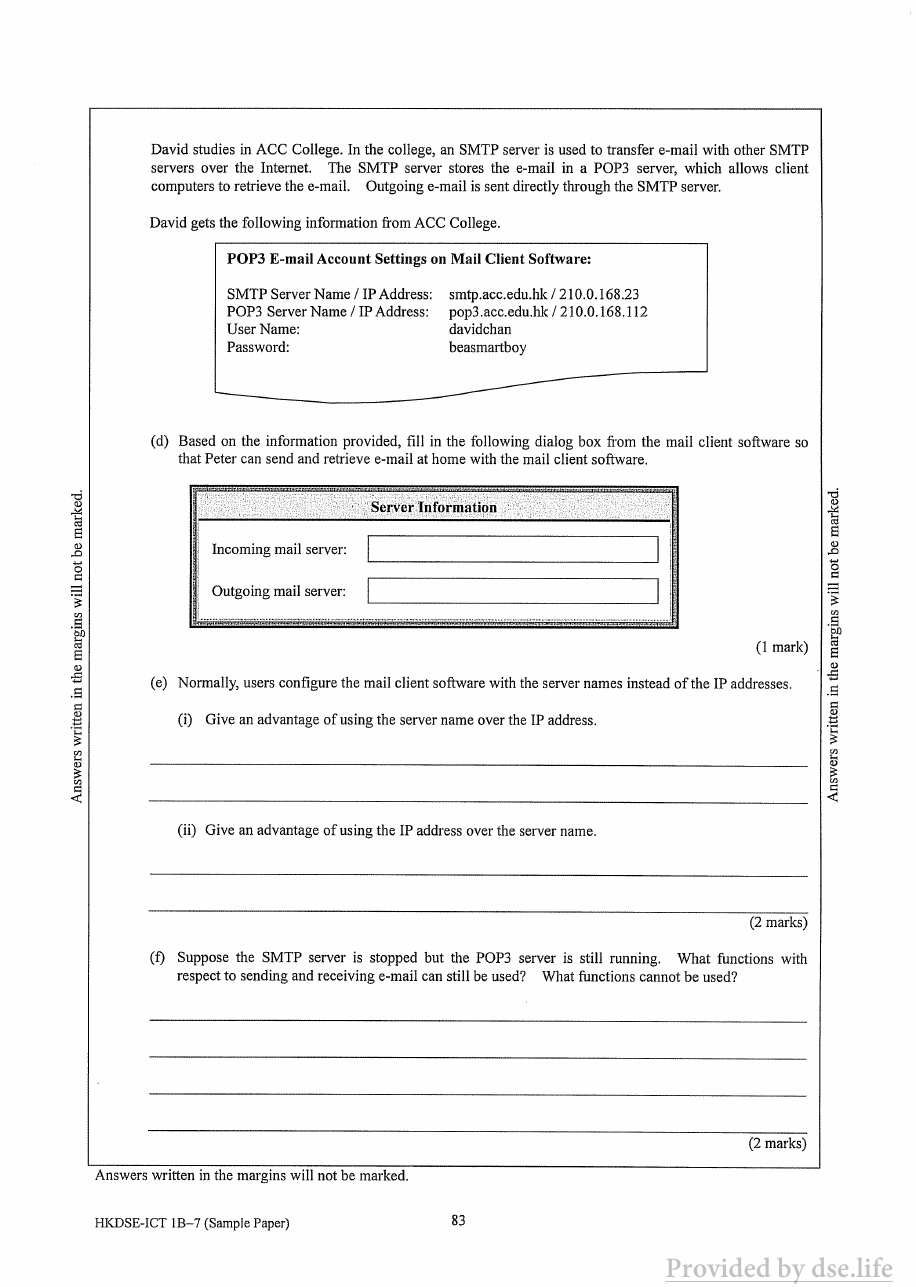 David studies in ACC College. In the college, an SMTP server is used to transfer e-mail with other SMTP
servers over the Internet. The SMTP server stores the e-mail in a POP3 server, which allows client
computers to retrieve the e-mail. Outgoing e-mail is sent directly through the SMTP server.
David gets the following information from ACC College.
POP3 E-mail Account Settings on Mail Client Software:
SMTP Server Name / IP Address: smtp.acc.edu.hk / 210.0.168.23
POP3 Server Name / IP Address: pop3.acc.edu.hk / 210.0.168.112
User Name: davidchan
Password: beasmartboy
(d) Based on the information provided, fill in the following dialog box from the mail client software so
that Peter can send and retrieve e-mail at home with the mail client software.
Server Information
Incoming mail server:
Outgoing mail server:
(1 mark)
(e) Normally, users configure the mail client software with the server names instead of the IP addresses.
(i) Give an advantage of using the server name over the IP address.
(ii) Give an advantage of using the IP address over the server name.
(2 marks)
(f) Suppose the SMTP server is stopped but the POP3 server is still running. What functions with
respect to sending and receiving e-mail can still be used? What functions cannot be used?
(2 marks)
Answers written in the margins will not be marked.
Answers written in the margins will not be marked.
Answers written in the margins will not be marked.
HKDSE-ICT 1B–7 (Sample Paper)
83
Provided by dse.life